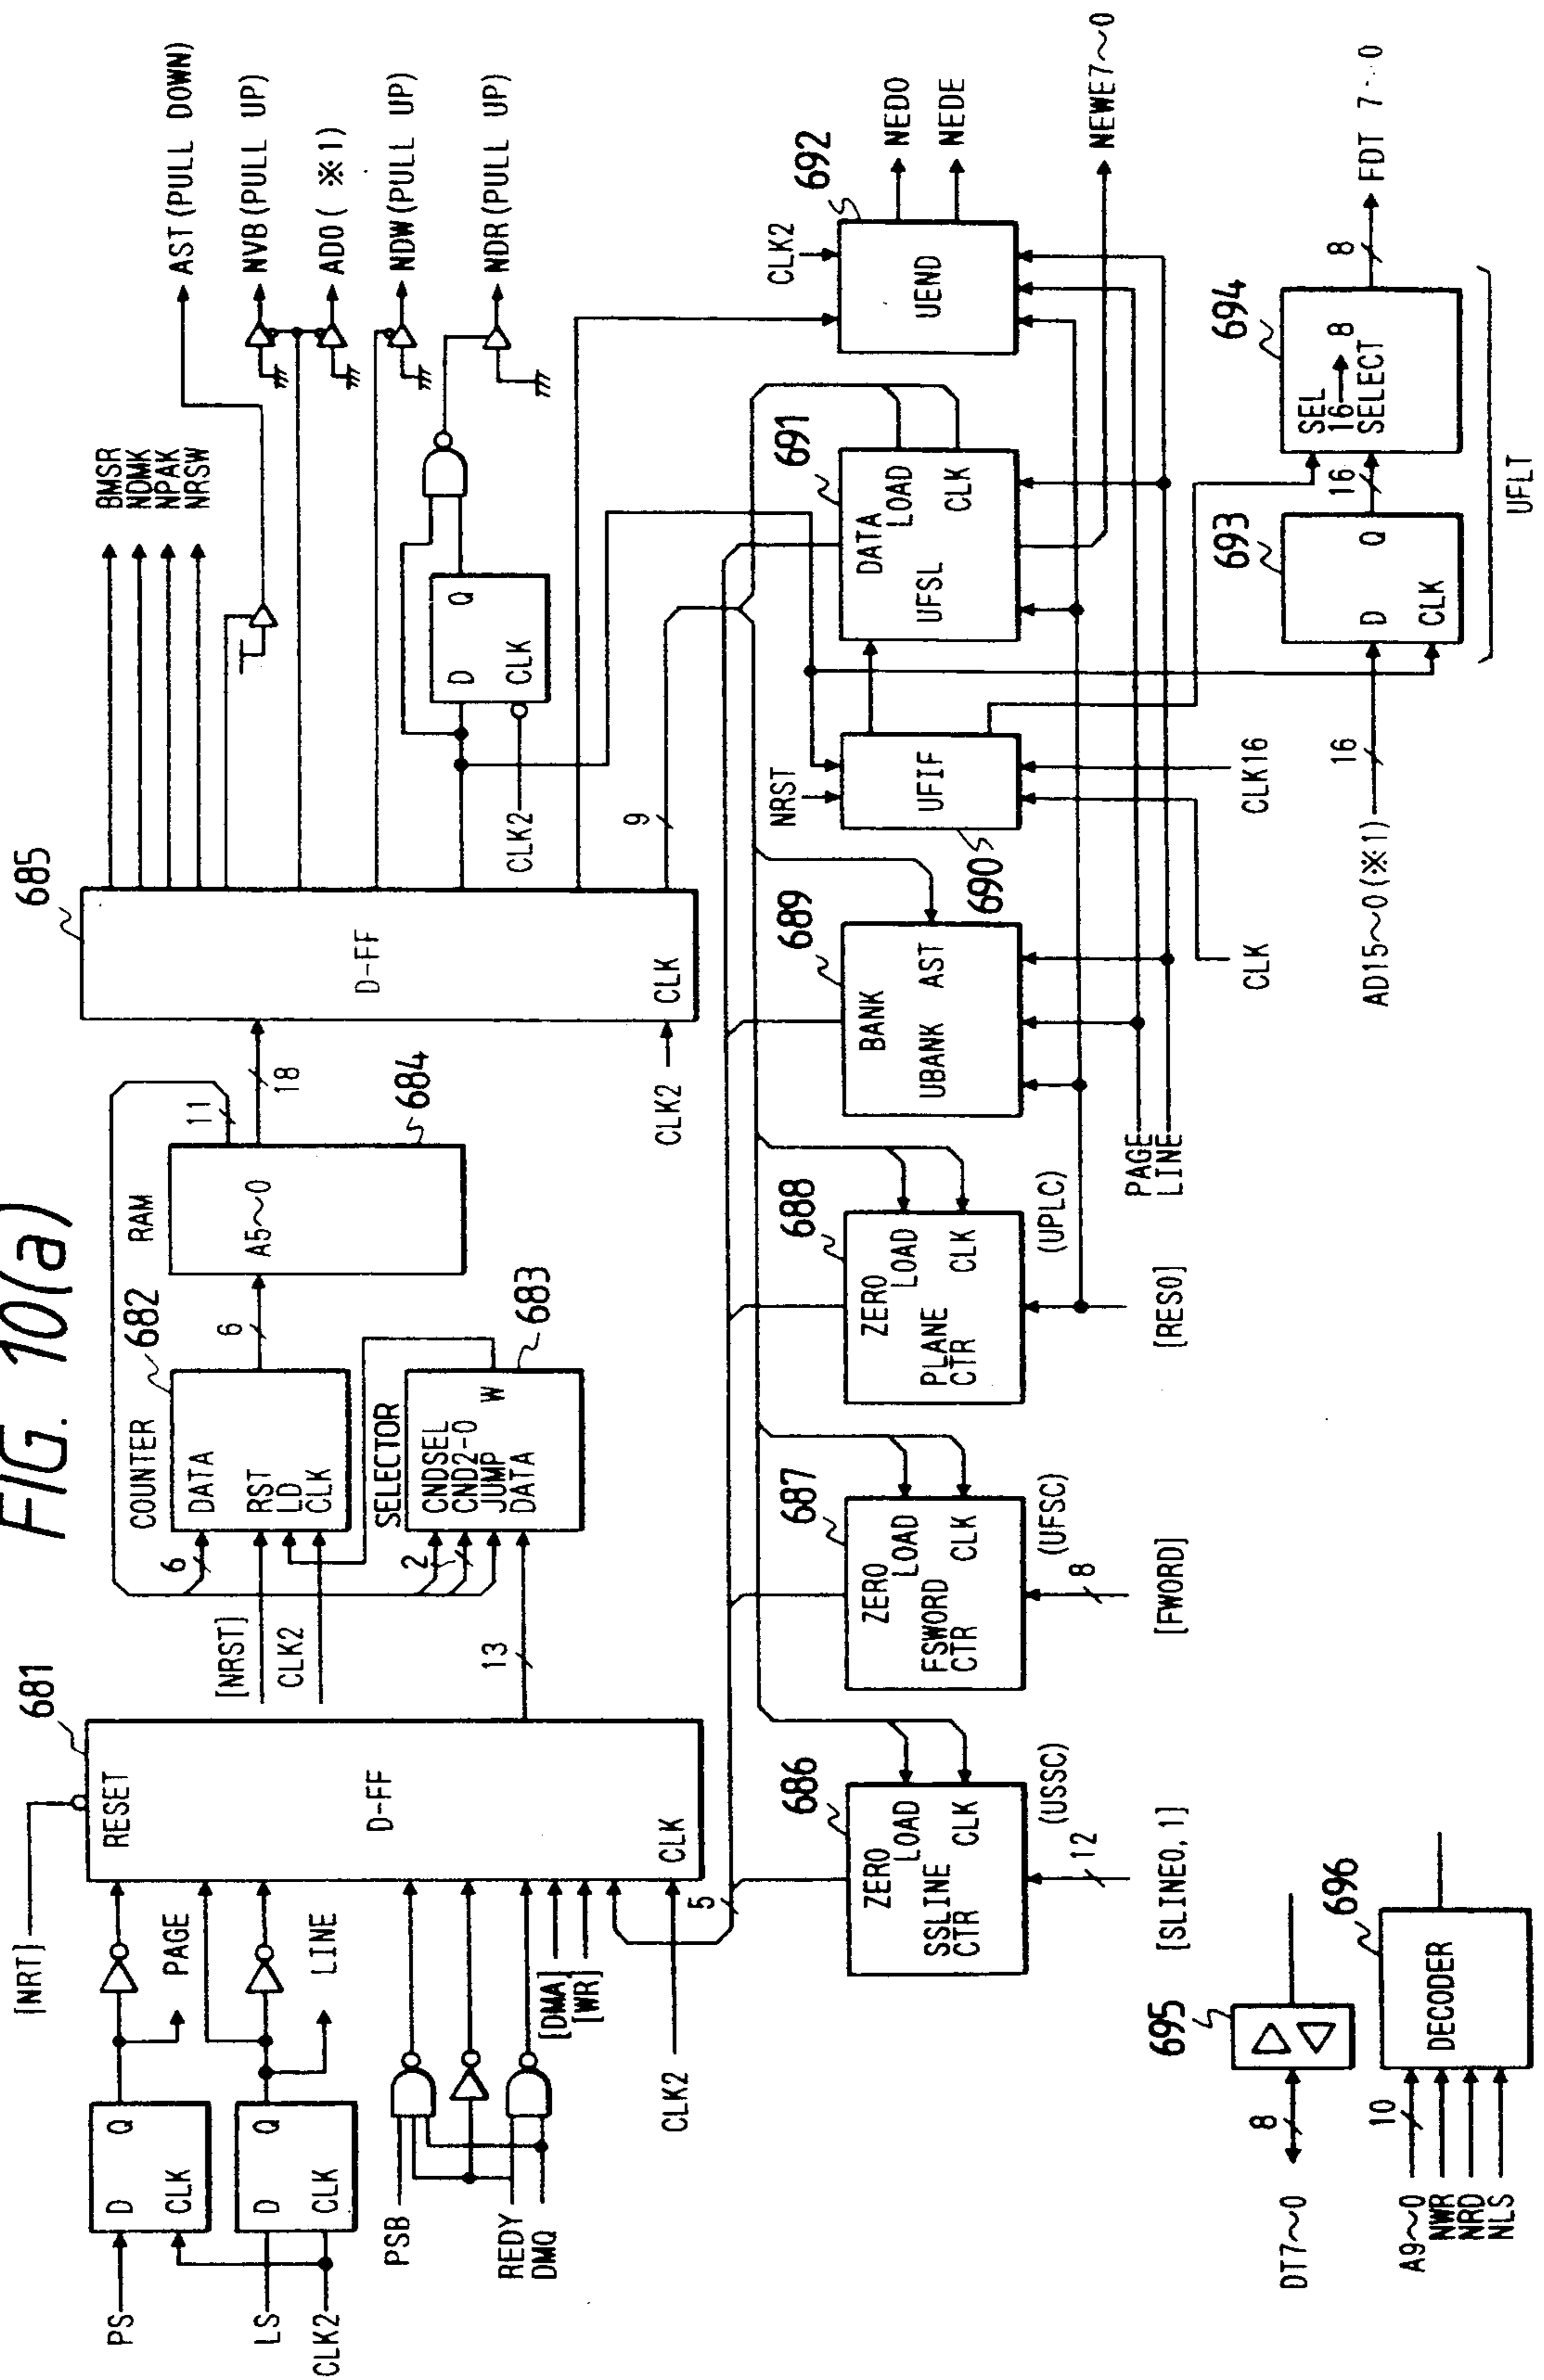 FIG. 10(a)
PS
LS
CLK2
D Q
CLK
D Q
CLK
PAGE
LINE
[NRT]
681
RESET
D-FF
CLK
PSB
REDY
DMQ
[DMA]
[WR]
CLK2
5
13
[NRST]
CLK2
COUNTER
682
DATA
RST
LD
CLK
6
6
SELECTOR
683
CNDSEL
CND2-0
JUMP
DATA
W
2
RAM
684
A5~0
11
18
685
D-FF
CLK
CLK2
BMSR
NDMK
NPAK
NRSW
AST (PULL DOWN)
NVB (PULL UP)
AD0 (※1)
NDW (PULL UP)
NDR (PULL UP)
D Q
CLK
CLK2
9
686
ZERO
LOAD
SSLINE
CTR
CLK
(USSC)
12
[SLINE0,1]
687
ZERO
LOAD
FSWORD
CTR
CLK
(UFSC)
8
[FWORD]
688
ZERO
LOAD
PLANE
CTR
CLK
(UPLC)
[RES0]
689
BANK
UBANK AST
PAGE
LINE
690
NRST
UFIF
CLK
CLK16
691
DATA
LOAD
UFSL
CLK
692
CLK2
UEND
NEDO
NEDE
NEWE7~0
693
D Q
CLK
AD15~0(※1)
16
16
694
SEL
16 → 8
SELECT
8
FDT 7~0
UFLT
695
DT7~0
8
696
DECODER
10
A9~0
NWR
NRD
NLS